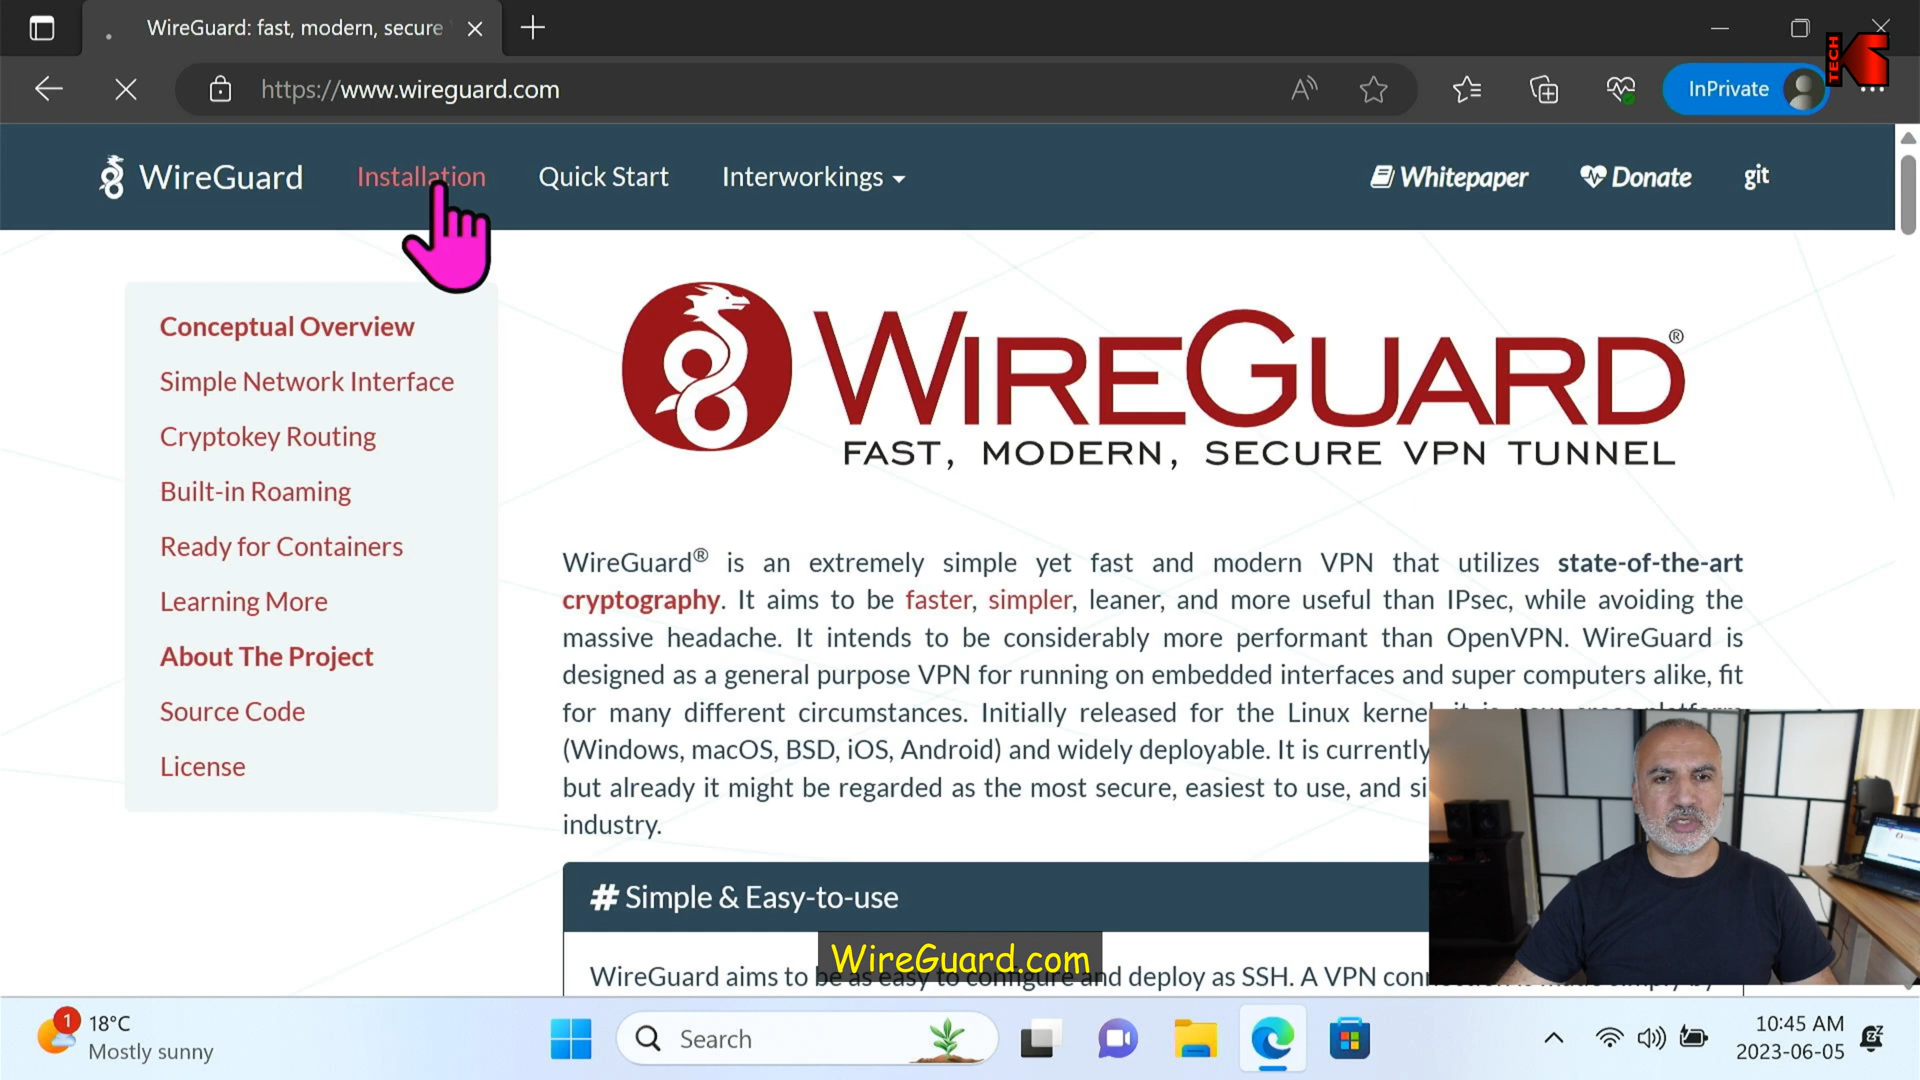 WireGuard: fast, modern, secure
https://www.wireguard.com
InPrivate
TECH
WireGuard
Installation
Quick Start
Interworkings
Whitepaper
Donate
git
Conceptual Overview
Simple Network Interface
Cryptokey Routing
Built-in Roaming
Ready for Containers
Learning More
About The Project
Source Code
License
WIREGUARD®
FAST, MODERN, SECURE VPN TUNNEL
WireGuard® is an extremely simple yet fast and modern VPN that utilizes state-of-the-art
cryptography. It aims to be faster, simpler, leaner, and more useful than IPsec, while avoiding the
massive headache. It intends to be considerably more performant than OpenVPN. WireGuard is
designed as a general purpose VPN for running on embedded interfaces and super computers alike, fit
for many different circumstances. Initially released for the Linux kernel
(Windows, macOS, BSD, iOS, Android) and widely deployable. It is currently
but already it might be regarded as the most secure, easiest to use, and
industry.
# Simple & Easy-to-use
WireGuard aims to be as easy to configure and deploy as SSH. A VPN
WireGuard.com
1
18°C
Mostly sunny
Search
10:45 AM
2023-06-05